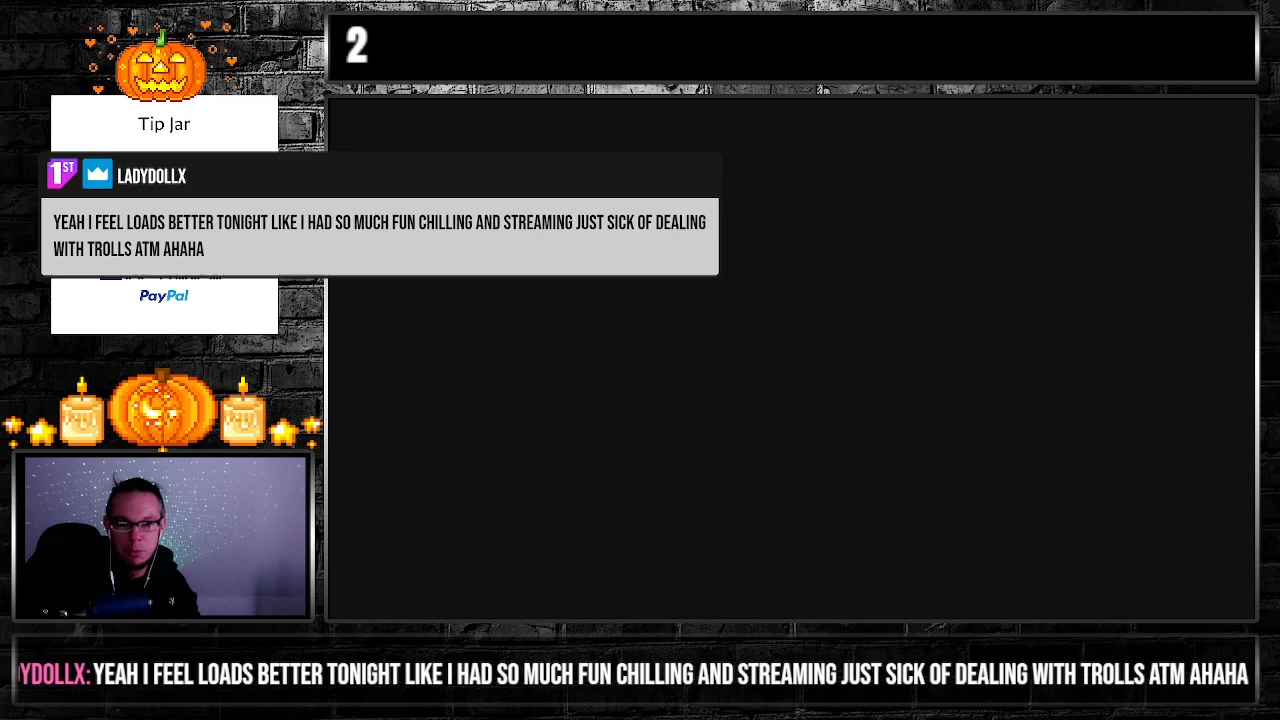 2
Tip Jar
1ST LADYDOLLX
YEAH I FEEL LOADS BETTER TONIGHT LIKE I HAD SO MUCH FUN CHILLING AND STREAMING JUST SICK OF DEALING
WITH TROLLS ATM AHAHA
PayPal
YDOLLX: YEAH I FEEL LOADS BETTER TONIGHT LIKE I HAD SO MUCH FUN CHILLING AND STREAMING JUST SICK OF DEALING WITH TROLLS ATM AHAHA